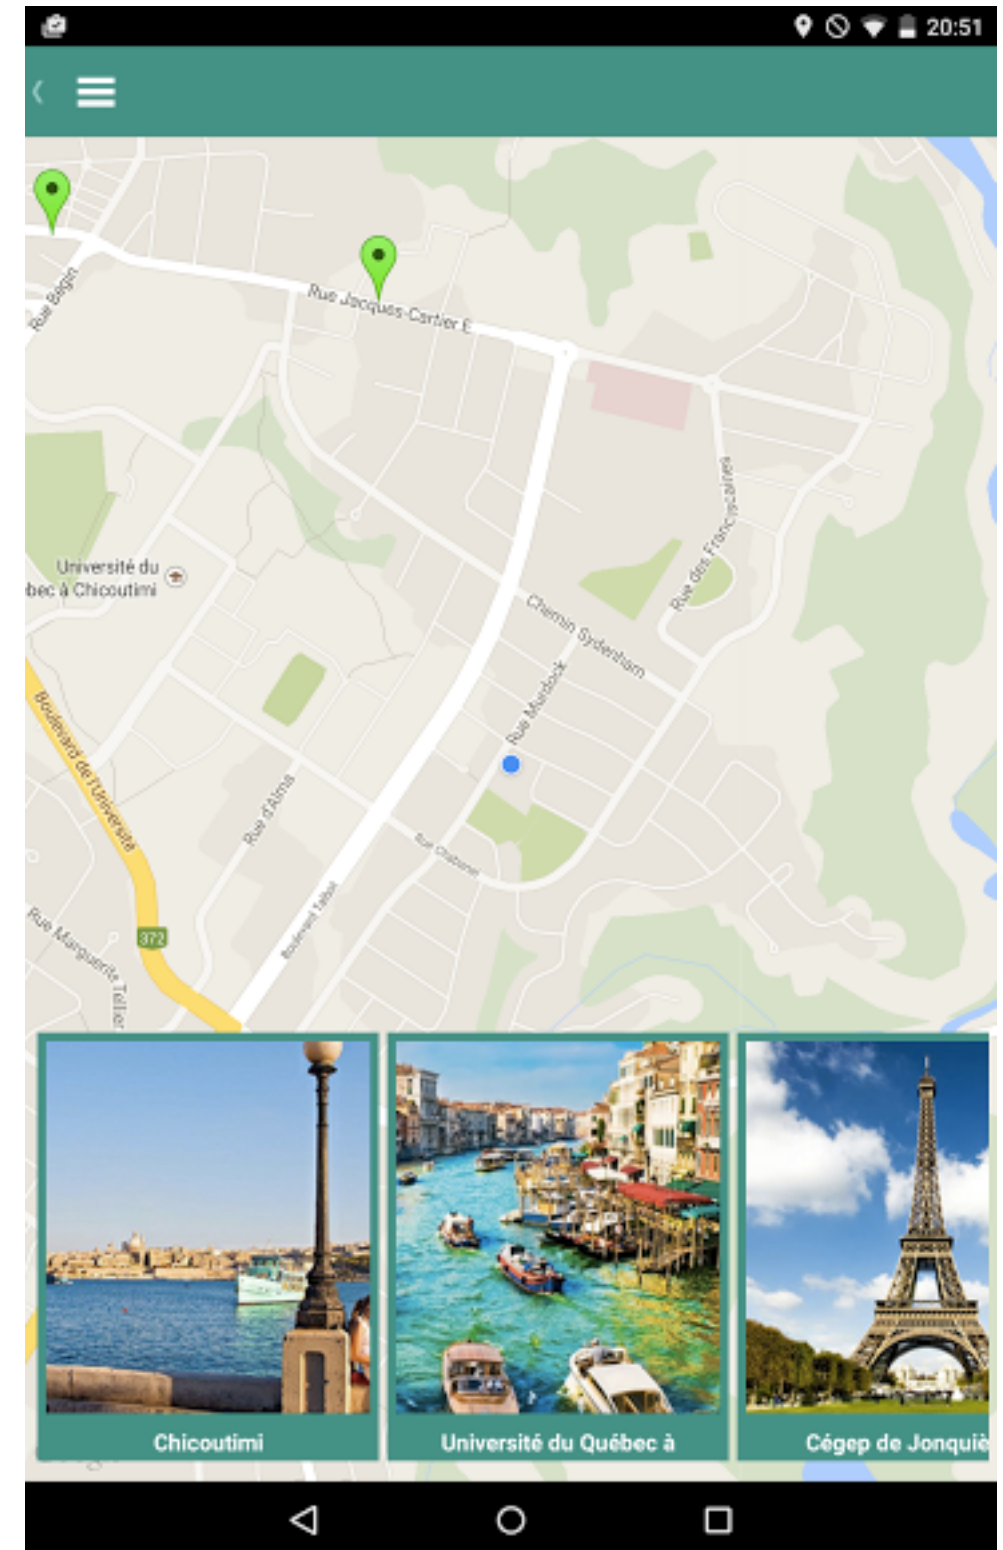 20:51
Rue Bégin
Rue Jacques-Cartier E
Rue des Franciscaines
Université du
bec à Chicoutimi
Chemin Sydenham
Rue Murdock
Boulevard de l'Université
Rue d'Alma
Rue Chabanel
Boulevard Talbot
372
Rue Marguerite Tellier
Chicoutimi
Université du Québec à
Cégep de Jonquiè